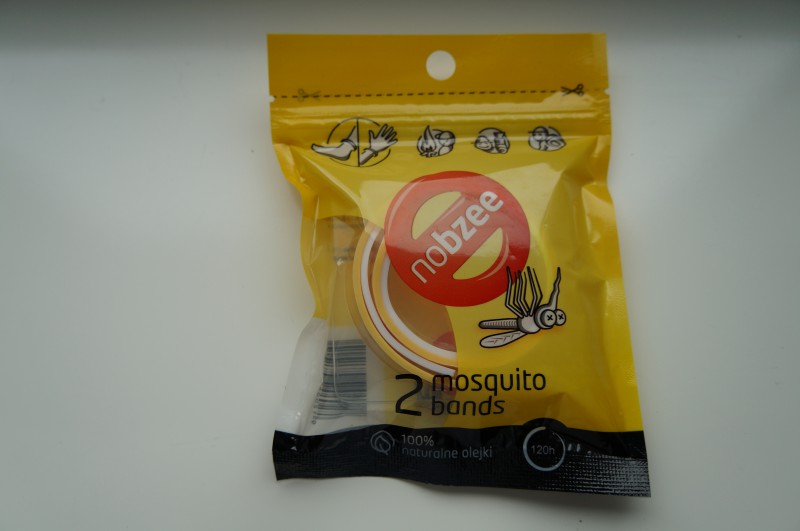 nobzee
2 mosquito
bands
100%
naturalne olejki
120h